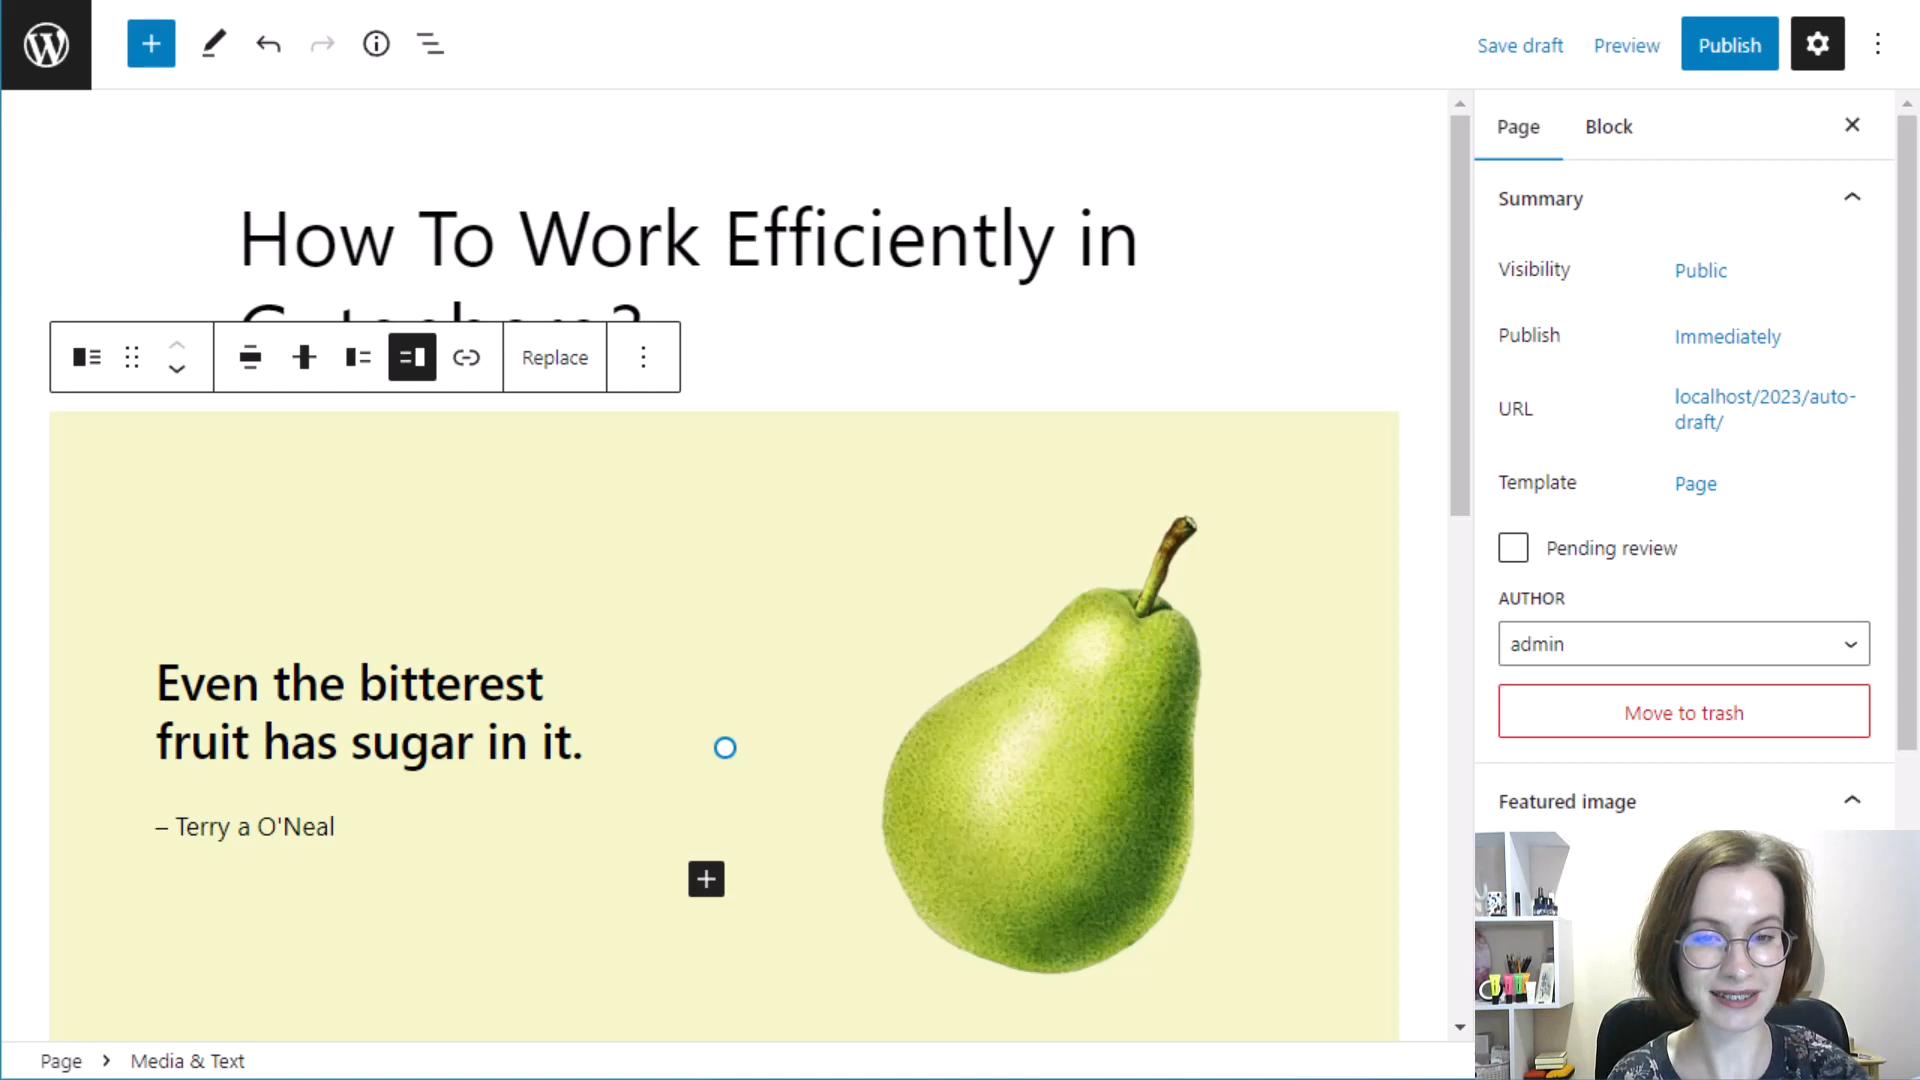 Save draft
Preview
Publish
Page
Block
Summary
How To Work Efficiently in
Gutenberg?
Visibility
Public
Publish
Immediately
Replace
URL
localhost/2023/auto-
draft/
Template
Page
Pending review
AUTHOR
admin
Move to trash
Even the bitterest
fruit has sugar in it.
– Terry a O'Neal
Featured image
Page
Media & Text